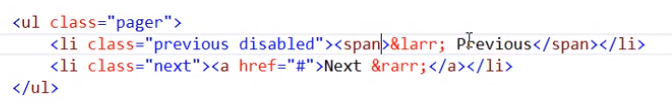 <ul class="pager">
    <li class="previous disabled"><span>&larr; Previous</span></li>
    <li class="next"><a href="#">Next &rarr;</a></li>
</ul>